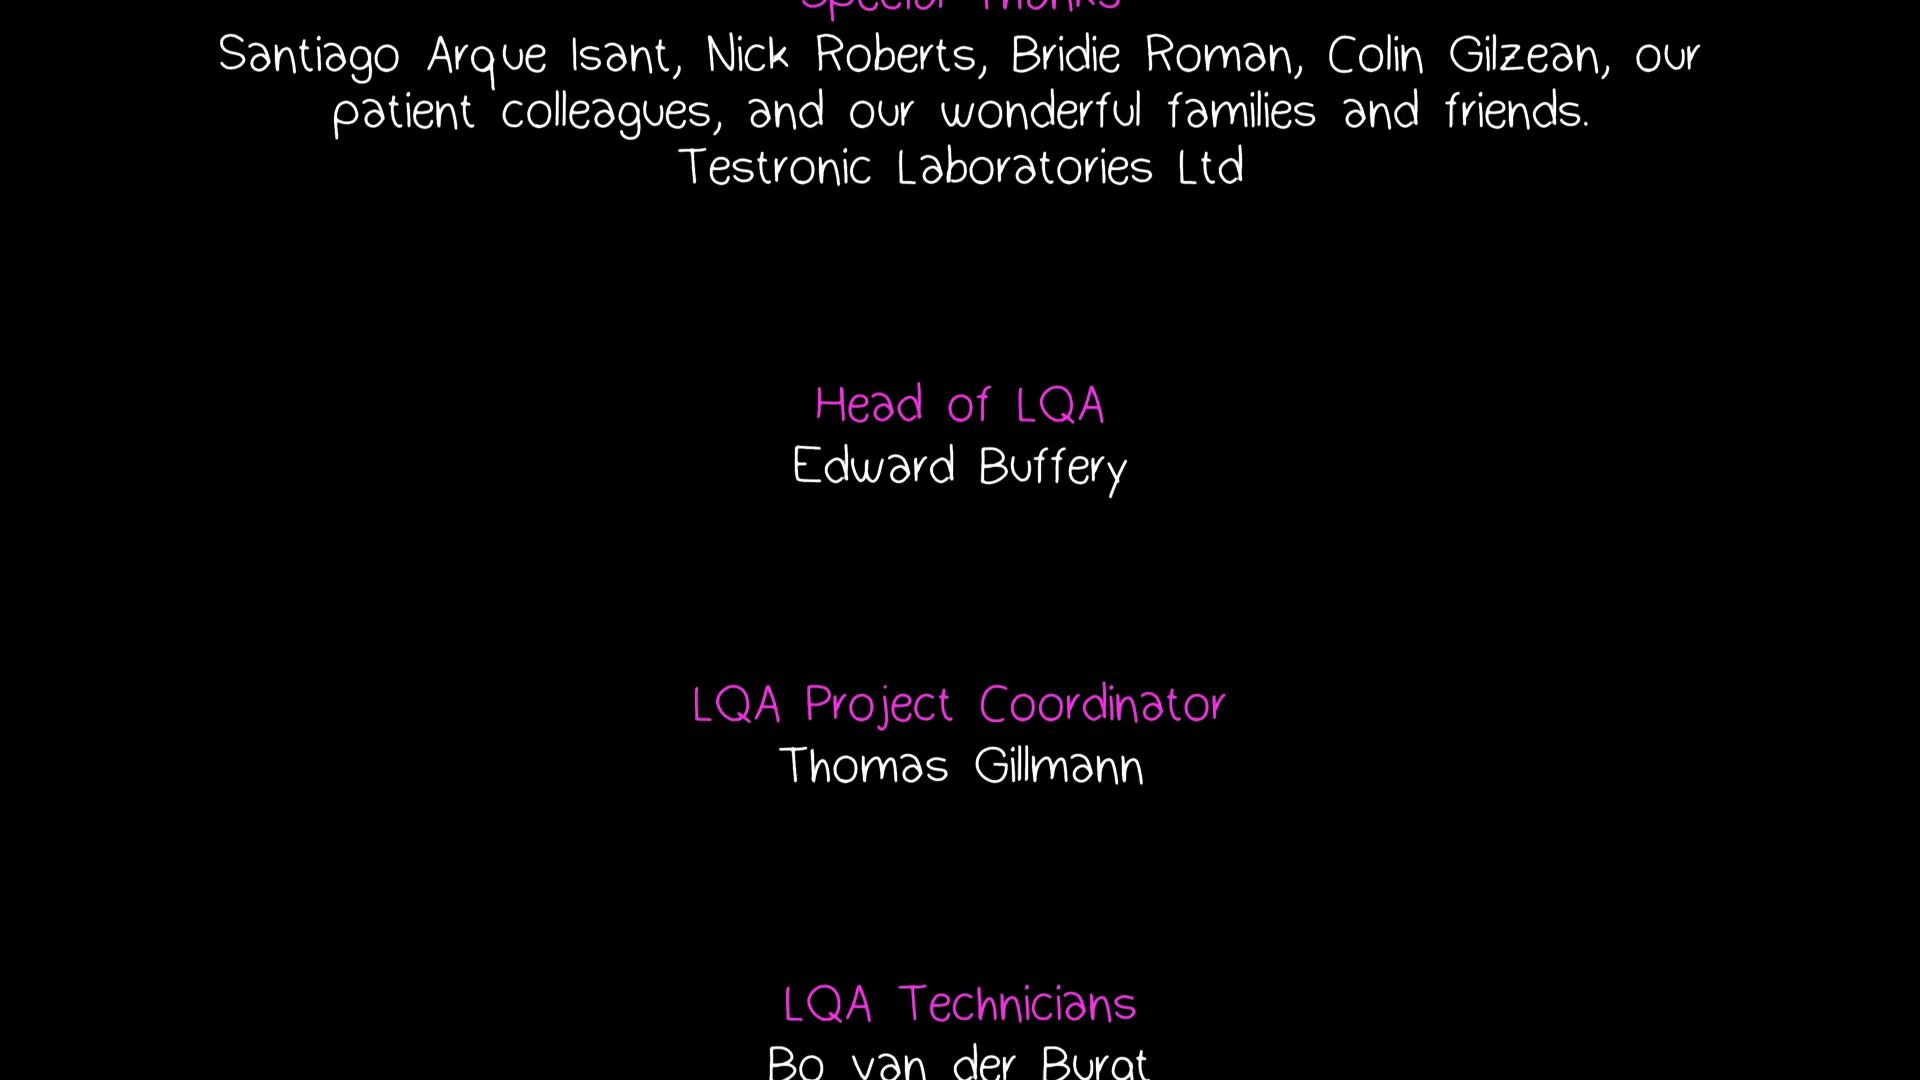 Special Thanks
Santiago Arque Isant, Nick Roberts, Bridie Roman, Colin Gilzean, our
patient colleagues, and our wonderful families and friends.
Testronic Laboratories Ltd
Head of LQA
Edward Buffery
LQA Project Coordinator
Thomas Gillmann
LQA Technicians
Bo van der Burgt